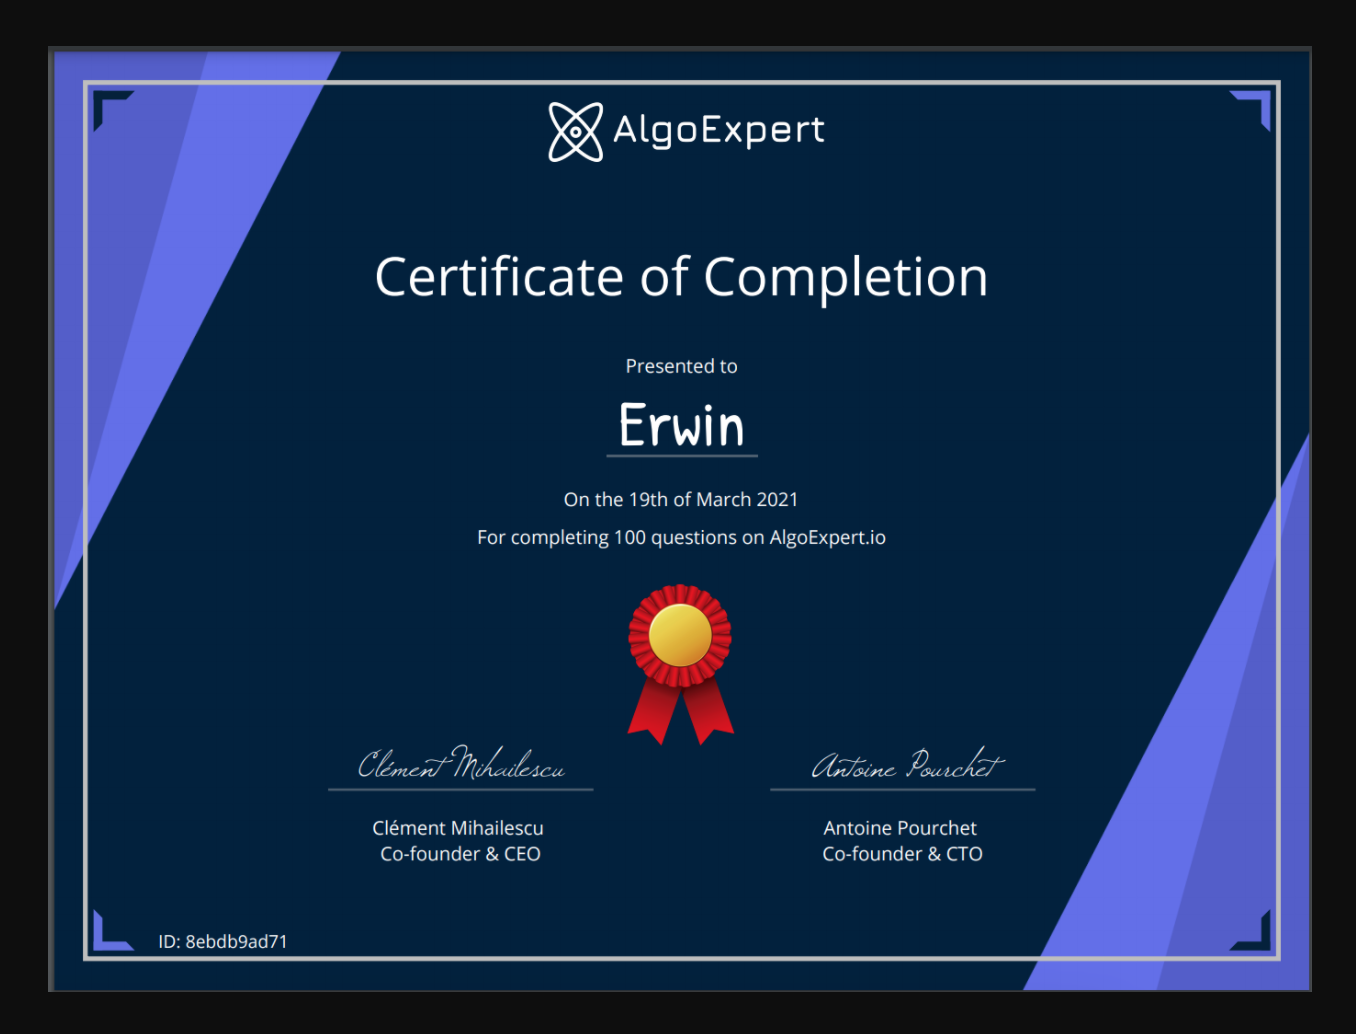 AlgoExpert
Certificate of Completion
Presented to
Erwin
On the 19th of March 2021
For completing 100 questions on AlgoExpert.io
Clément Mihailescu
Antoine Pourchet
Clément Mihailescu
Co-founder & CEO
Antoine Pourchet
Co-founder & CTO
ID: 8ebdb9ad71